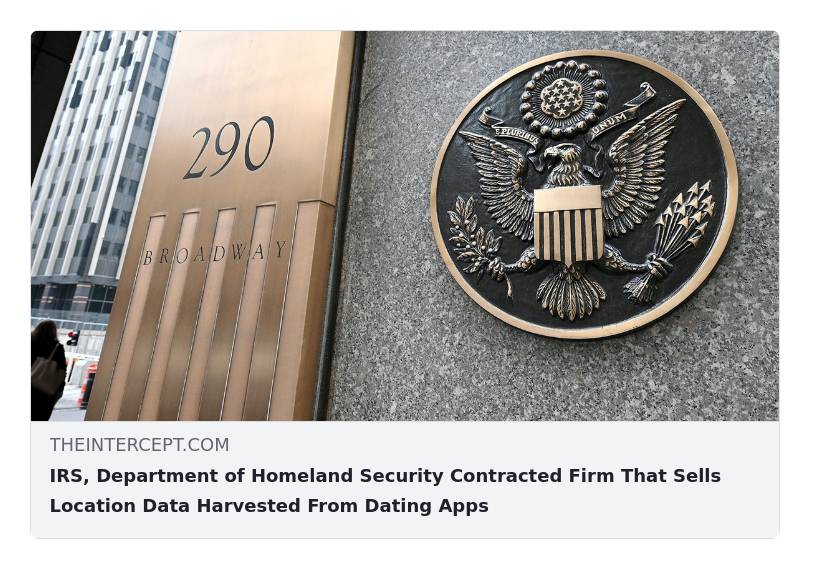 290
BROADWAY
E PLURIBUS UNUM
THEINTERCEPT.COM
IRS, Department of Homeland Security Contracted Firm That Sells
Location Data Harvested From Dating Apps